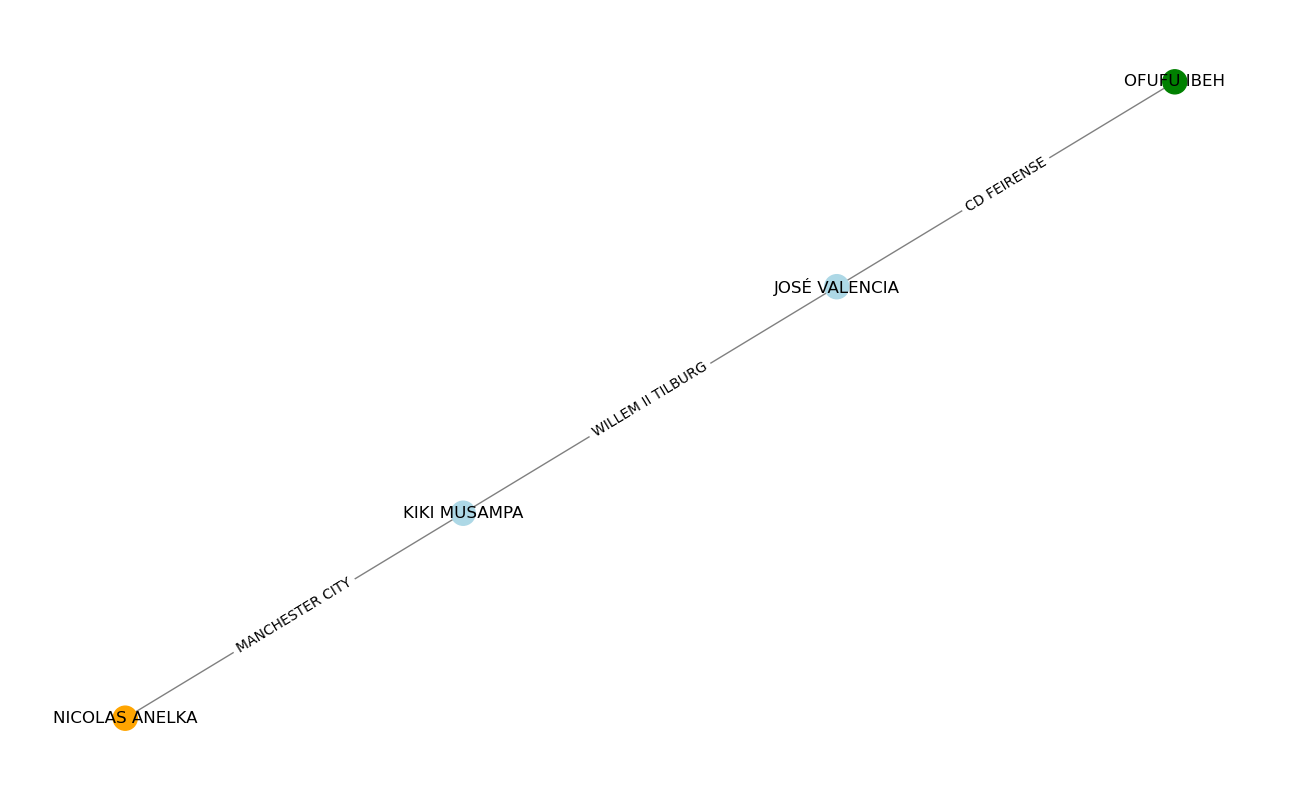 OFUFU IBEH
CD FEIRENSE
JOSÉ VALENCIA
WILLEM II TILBURG
KIKI MUSAMPA
MANCHESTER CITY
NICOLAS ANELKA